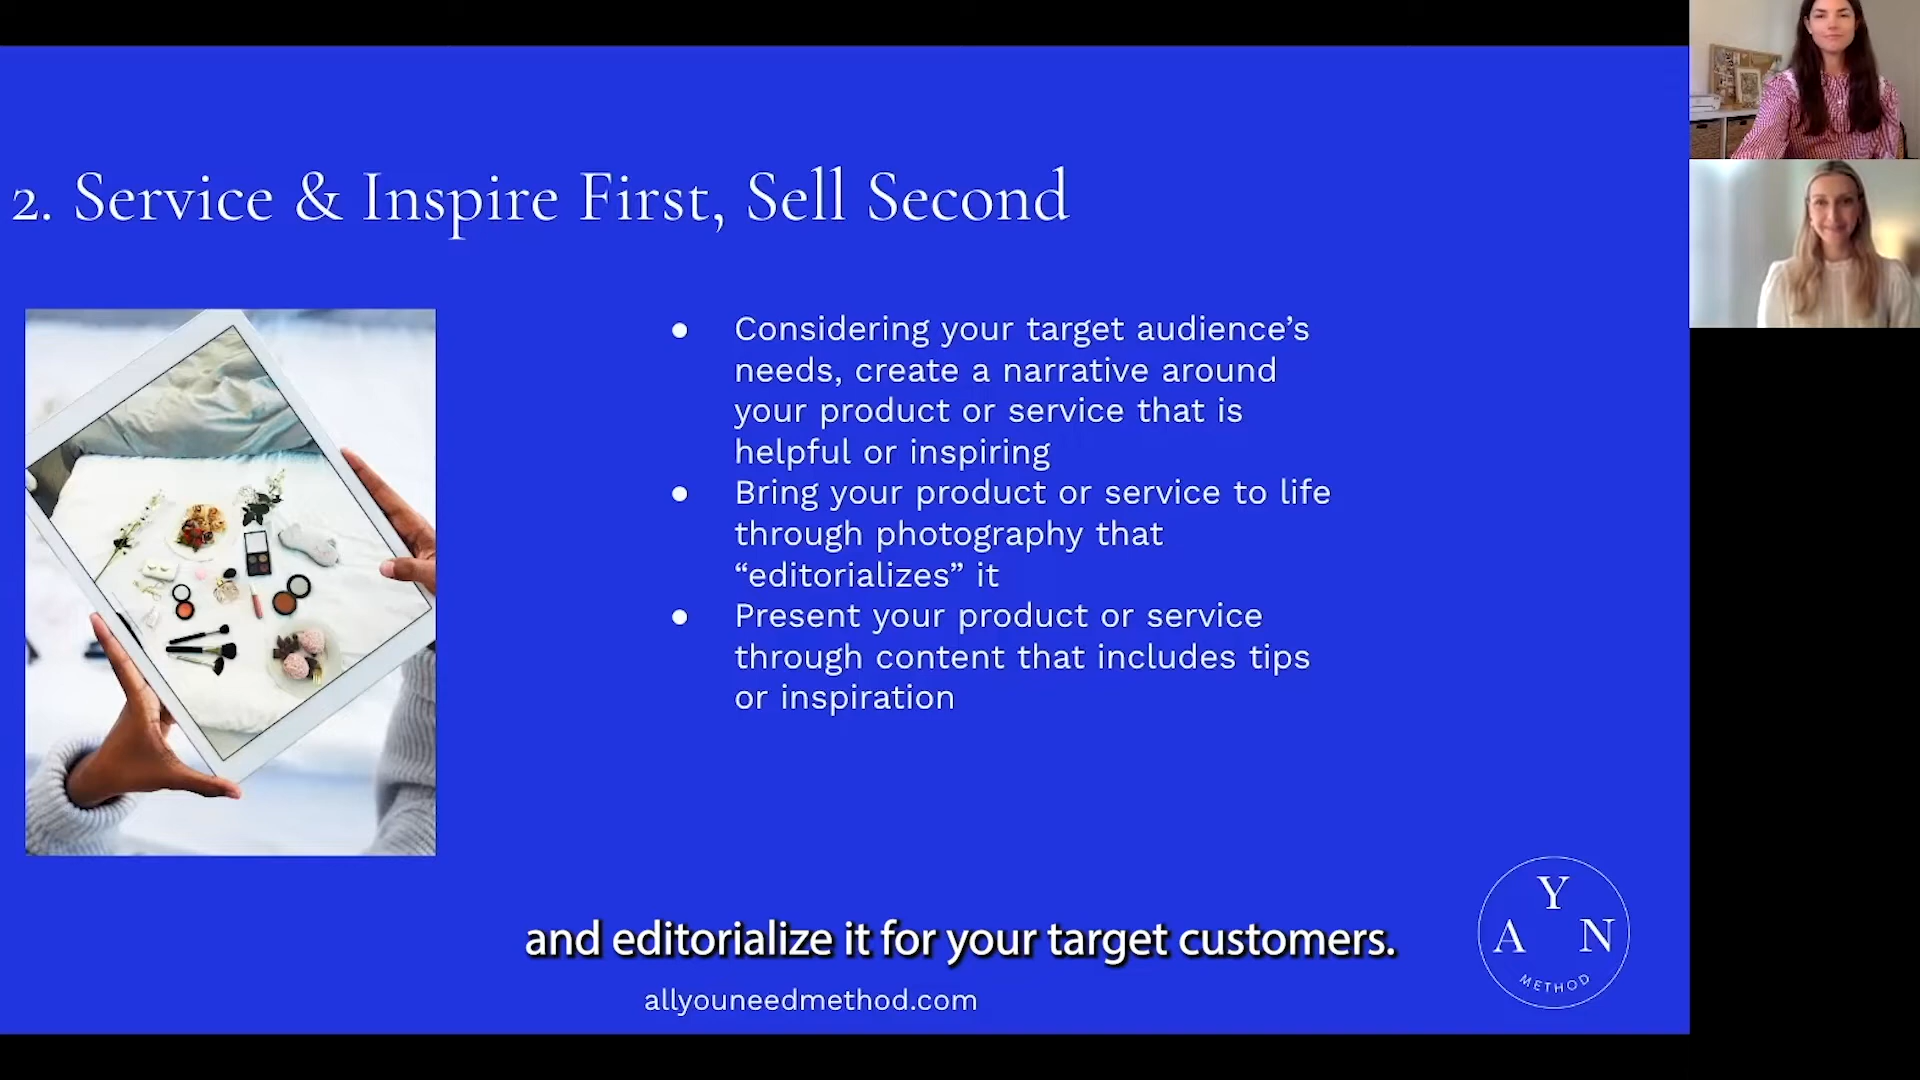 2. Service & Inspire First, Sell Second
● Considering your target audience’s
needs, create a narrative around
your product or service that is
helpful or inspiring
● Bring your product or service to life
through photography that
“editorializes” it
● Present your product or service
through content that includes tips
or inspiration
and editorialize it for your target customers.
allyouneedmethod.com
A Y N
METHOD